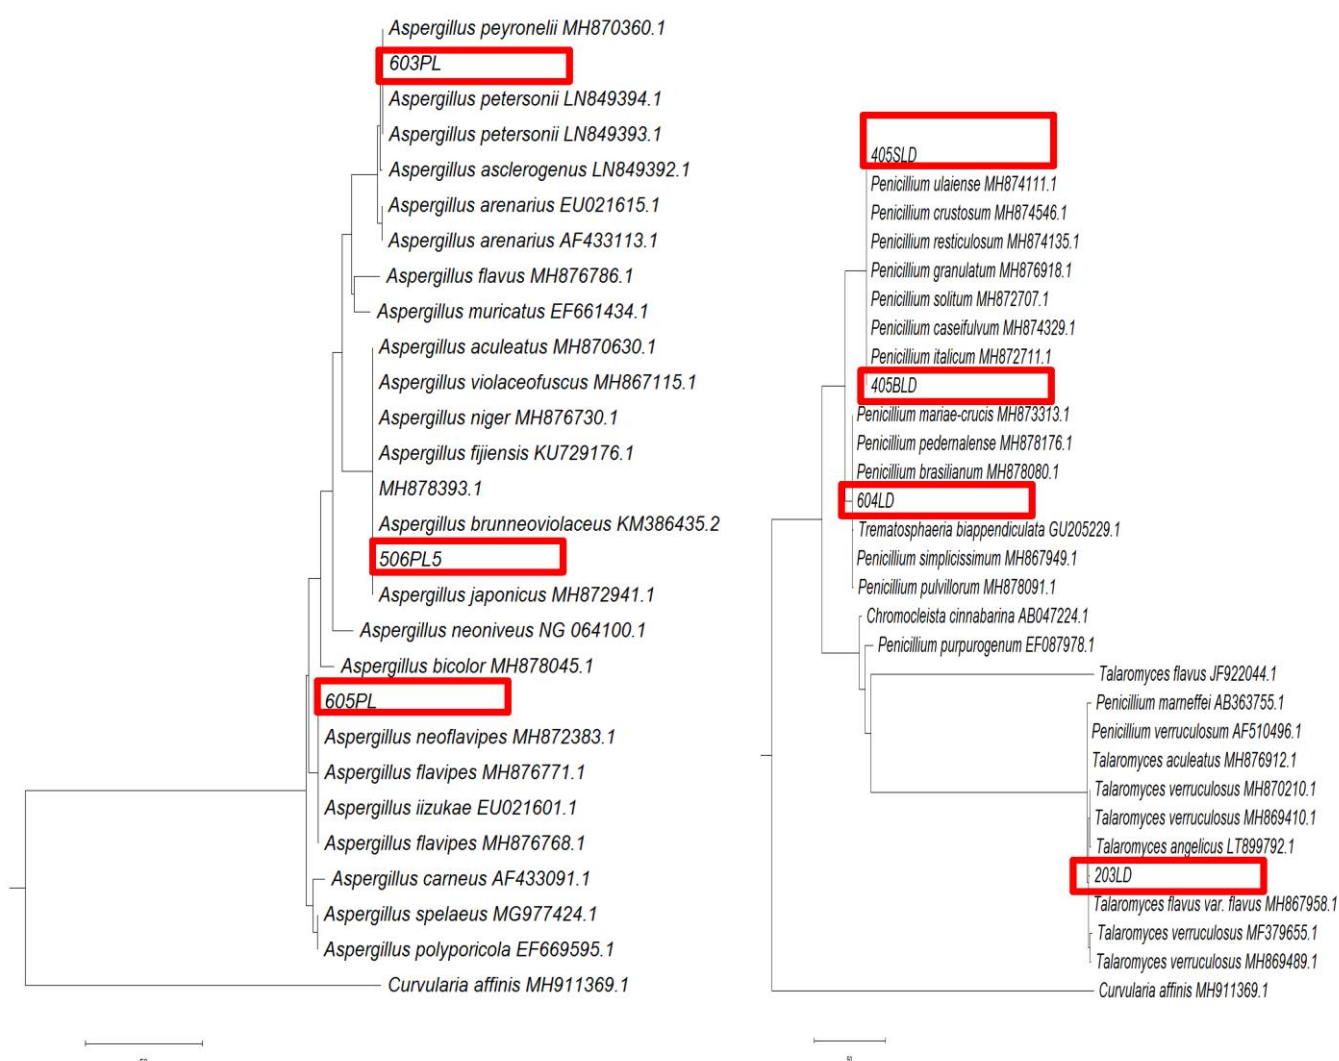 Aspergillus peyronelii MH870360.1
603PL
Aspergillus petersonii LN849394.1
Aspergillus petersonii LN849393.1
Aspergillus asclerogenus LN849392.1
Aspergillus arenarius EU021615.1
Aspergillus arenarius AF433113.1
Aspergillus flavus MH876786.1
Aspergillus muricatus EF661434.1
Aspergillus aculeatus MH870630.1
Aspergillus violaceofuscus MH867115.1
Aspergillus niger MH876730.1
Aspergillus fijiensis KU729176.1
MH878393.1
Aspergillus brunneoviolaceus KM386435.2
506PL5
Aspergillus japonicus MH872941.1
Aspergillus neoniveus NG 064100.1
Aspergillus bicolor MH878045.1
605PL
Aspergillus neoflavipes MH872383.1
Aspergillus flavipes MH876771.1
Aspergillus iizukae EU021601.1
Aspergillus flavipes MH876768.1
Aspergillus carneus AF433091.1
Aspergillus spelaeus MG977424.1
Aspergillus polyporicola EF669595.1
Curvularia affinis MH911369.1
405SLD
Penicillium ulaiense MH874111.1
Penicillium crustosum MH874546.1
Penicillium resticulosum MH874135.1
Penicillium granulatum MH876918.1
Penicillium solitum MH872707.1
Penicillium caseifulvum MH874329.1
Penicillium italicum MH872711.1
405BLD
Penicillium mariae-crucis MH873313.1
Penicillium pedernalense MH878176.1
Penicillium brasilianum MH878080.1
604LD
Trematosphaeria biappendiculata GU205229.1
Penicillium simplicissimum MH867949.1
Penicillium pulvillorum MH878091.1
Chromocleista cinnabarina AB047224.1
Penicillium purpurogenum EF087978.1
Talaromyces flavus JF922044.1
Penicillium marneffei AB363755.1
Penicillium verruculosum AF510496.1
Talaromyces aculeatus MH876912.1
Talaromyces verruculosus MH870210.1
Talaromyces verruculosus MH869410.1
Talaromyces angelicus LT899792.1
203LD
Talaromyces flavus var. flavus MH867958.1
Talaromyces verruculosus MF379655.1
Talaromyces verruculosus MH869489.1
Curvularia affinis MH911369.1